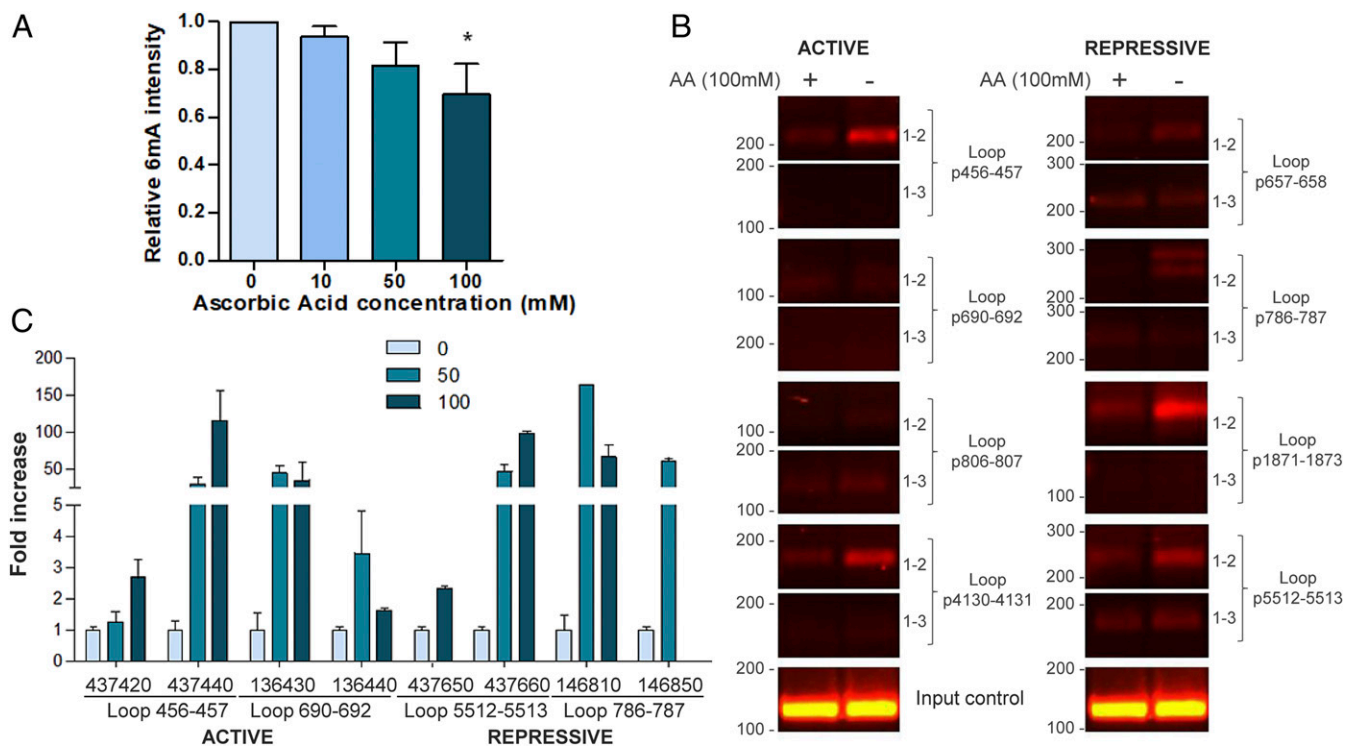 A
Relative 6mA intensity
1.0
0.8
0.6
0.4
0.2
0.0
*
0 10 50 100
Ascorbic Acid concentration (mM)
B
ACTIVE
AA (100mM) + -
200 -
1-2
Loop
p456-457
200 -
1-3
100 -
1-2
100 -
Loop
p690-692
200 -
1-3
1-2
100 -
Loop
p806-807
200 -
1-3
100 -
200 -
1-2
Loop
p4130-4131
200 -
1-3
200 -
100 -
Input control
REPRESSIVE
AA (100mM) + -
200 -
1-2
Loop
p657-658
300 -
1-3
200 -
300 -
1-2
200 -
Loop
p786-787
300 -
1-3
200 -
1-2
Loop
p1871-1873
1-3
100 -
300 -
1-2
200 -
Loop
p5512-5513
200 -
1-3
200 -
100 -
C
Fold increase
200
150
100
50
5
4
3
2
1
0
0
50
100
437420 437440 136430 136440 437650 437660 146810 146850
Loop 456-457 Loop 690-692 Loop 5512-5513 Loop 786-787
ACTIVE REPRESSIVE